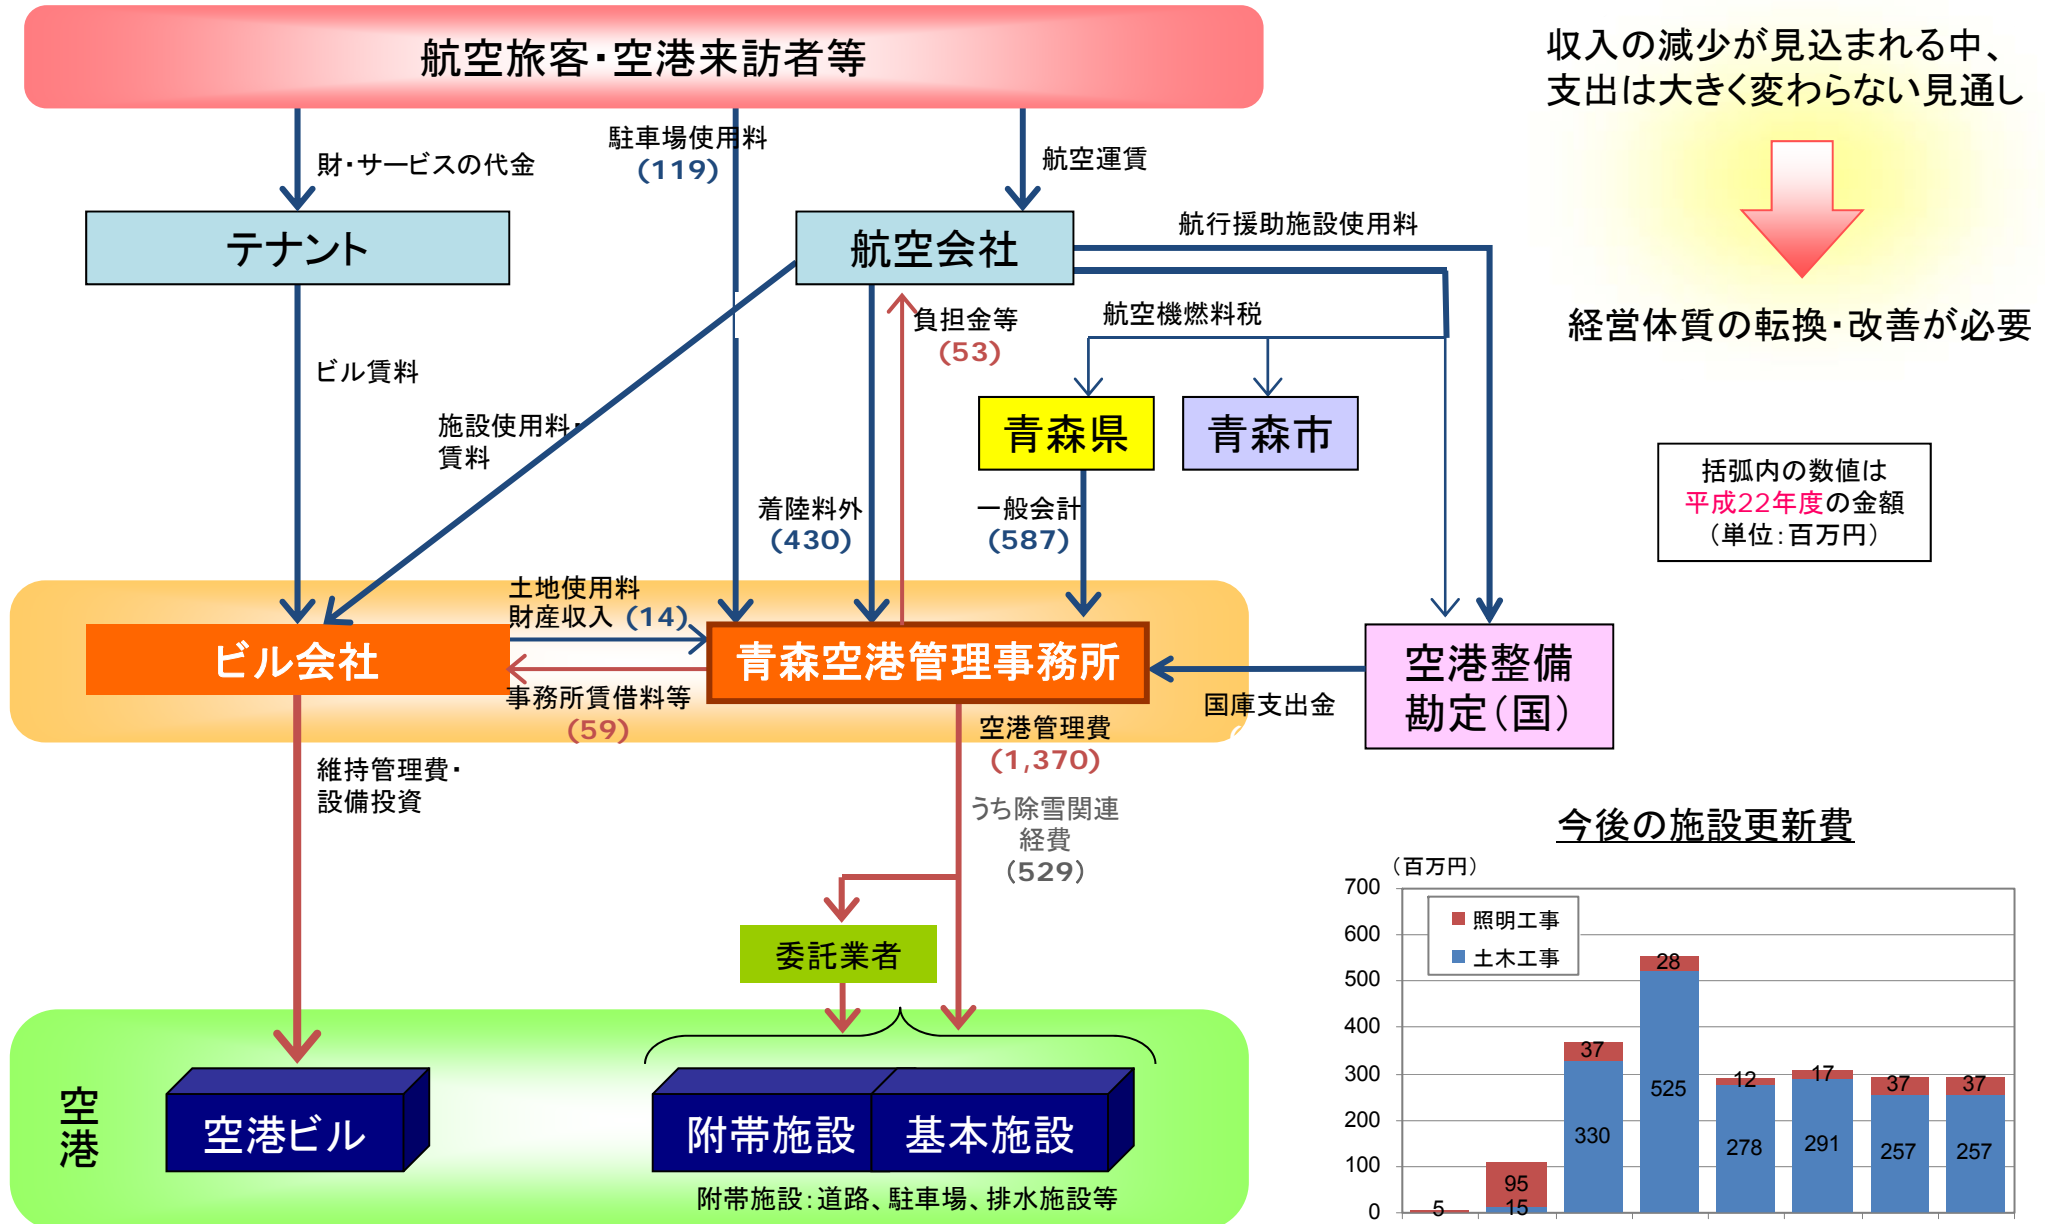 航空旅客・空港来訪者等
収入の減少が見込まれる中、
支出は大きく変わらない見通し
経営体質の転換・改善が必要
財・サービスの代金
駐車場使用料
(119)
航空運賃
テナント
航空会社
航行援助施設使用料
負担金等
(53)
航空機燃料税
ビル賃料
施設使用料・
賃料
青森県
青森市
着陸料外
(430)
一般会計
(587)
括弧内の数値は
平成22年度の金額
（単位：百万円）
土地使用料
財産収入 (14)
ビル会社
青森空港管理事務所
空港整備
勘定（国）
事務所賃借料等
(59)
国庫支出金
空港管理費
(1,370)
維持管理費・
設備投資
うち除雪関連
経費
(529)
委託業者
空港
空港ビル
附帯施設
基本施設
附帯施設：道路、駐車場、排水施設等
今後の施設更新費
（百万円）
700
600
500
400
300
200
100
0
照明工事
土木工事
5
95
15
37
330
28
525
12
278
17
291
37
257
37
257